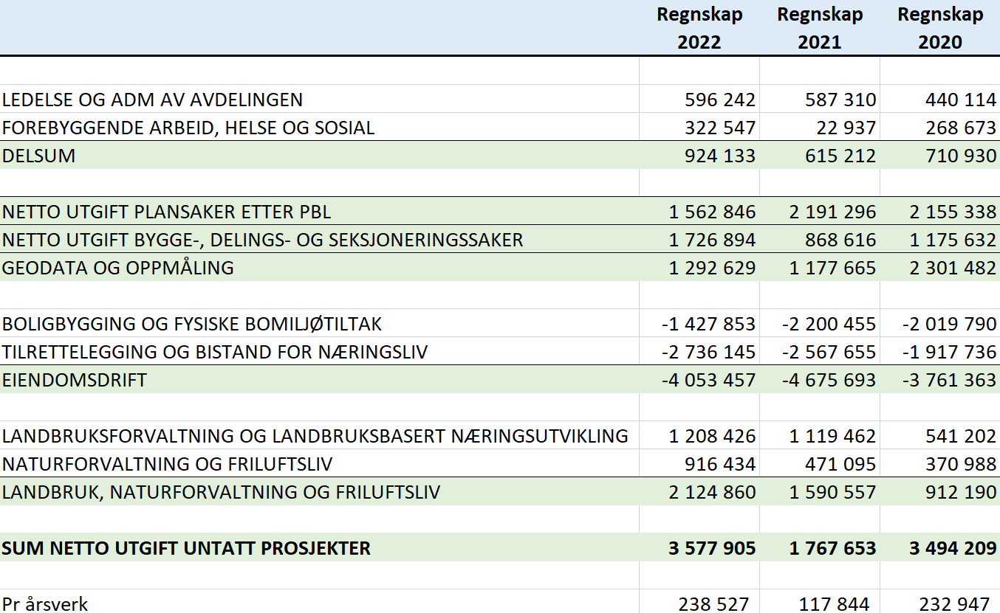 Regnskap Regnskap Regnskap
2022 2021 2020
LEDELSE OG ADM AV AVDELINGEN 596 242 587 310 440 114
FOREBYGGENDE ARBEID, HELSE OG SOSIAL 322 547 22 937 268 673
DELSUM 924 133 615 212 710 930
NETTO UTGIFT PLANSAKER ETTER PBL 1 562 846 2 191 296 2 155 338
NETTO UTGIFT BYGGE-, DELINGS- OG SEKSJONERINGSSAKER 1 726 894 868 616 1 175 632
GEODATA OG OPPMÅLING 1 292 629 1 177 665 2 301 482
BOLIGBYGGING OG FYSISKE BOMILJØTILTAK -1 427 853 -2 200 455 -2 019 790
TILRETTELEGGING OG BISTAND FOR NÆRINGSLIV -2 736 145 -2 567 655 -1 917 736
EIENDOMSDRIFT -4 053 457 -4 675 693 -3 761 363
LANDBRUKSFORVALTNING OG LANDBRUKSBASERT NÆRINGSUTVIKLING 1 208 426 1 119 462 541 202
NATURFORVALTNING OG FRILUFTSLIV 916 434 471 095 370 988
LANDBRUK, NATURFORVALTNING OG FRILUFTSLIV 2 124 860 1 590 557 912 190
SUM NETTO UTGIFT UNTATT PROSJEKTER 3 577 905 1 767 653 3 494 209
Pr årsverk 238 527 117 844 232 947